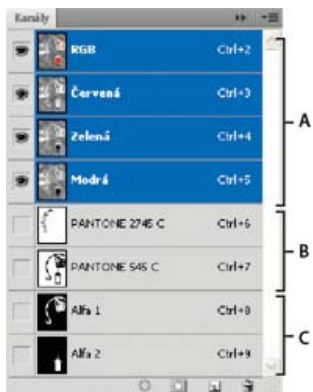 Kanály
RGB Ctrl+2
Červená Ctrl+3
Zelená Ctrl+4
Modrá Ctrl+5
PANTONE 2745 C Ctrl+6
PANTONE 545 C Ctrl+7
Alfa 1 Ctrl+8
Alfa 2 Ctrl+9
A
B
C